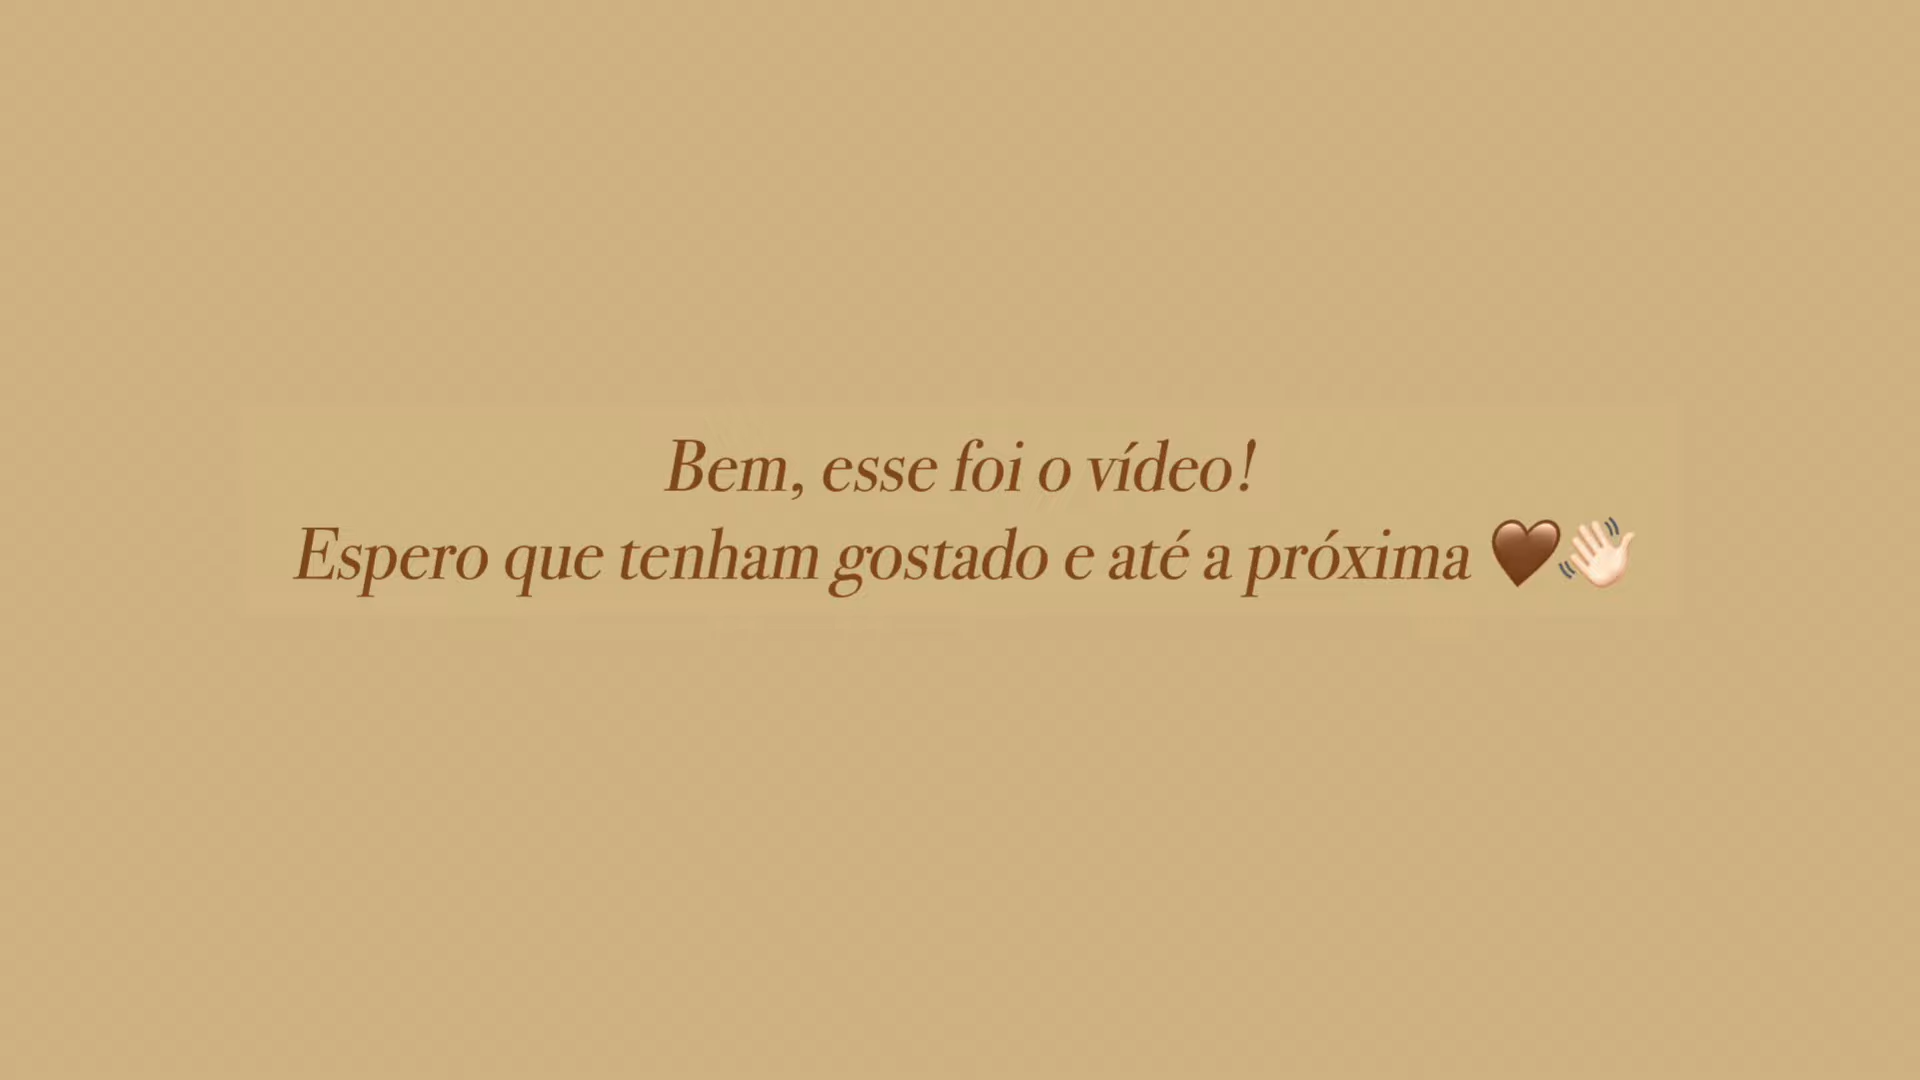 Bem, esse foi o vídeo!
Espero que tenham gostado e até a próxima 🤎👋🏻